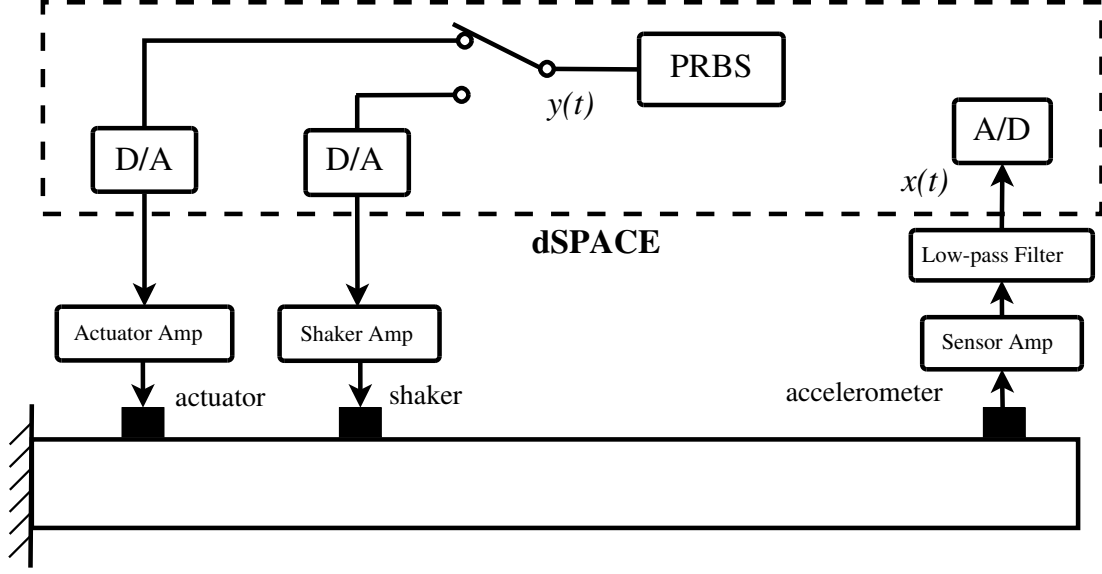 PRBS
y(t)
A/D
D/A
D/A
x(t)
dSPACE
Low-pass Filter
Actuator Amp
Shaker Amp
Sensor Amp
actuator
shaker
accelerometer